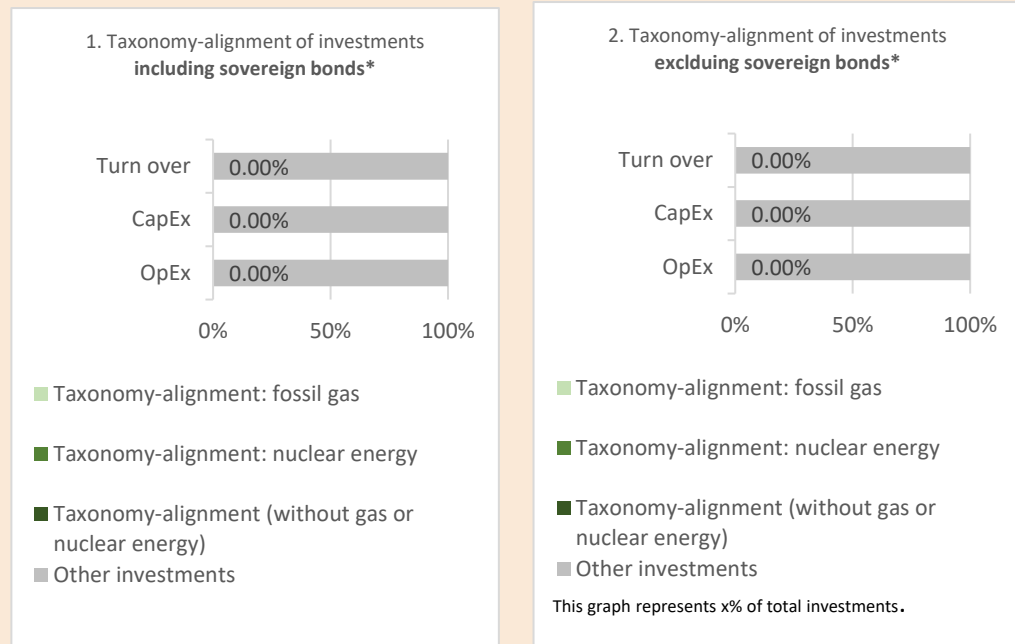 1. Taxonomy-alignment of investments
including sovereign bonds*
Turn over
0.00%
CapEx
0.00%
OpEx
0.00%
0%
50%
100%
Taxonomy-alignment: fossil gas
Taxonomy-alignment: nuclear energy
Taxonomy-alignment (without gas or
nuclear energy)
Other investments
2. Taxonomy-alignment of investments
exclduing sovereign bonds*
Turn over
0.00%
CapEx
0.00%
OpEx
0.00%
0%
50%
100%
Taxonomy-alignment: fossil gas
Taxonomy-alignment: nuclear energy
Taxonomy-alignment (without gas or
nuclear energy)
Other investments
This graph represents x% of total investments.